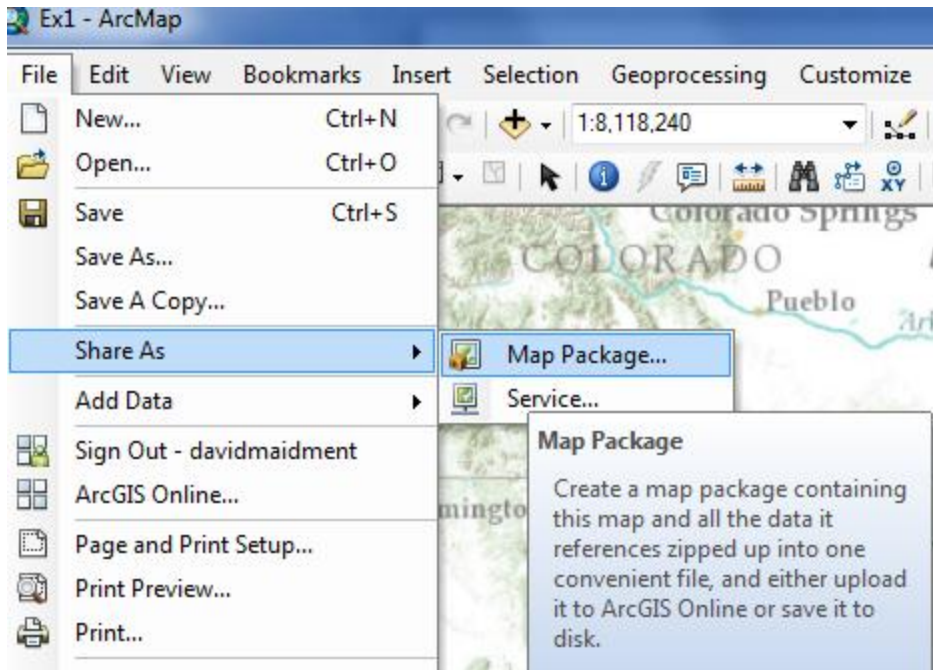 Ex1 - ArcMap
File Edit View Bookmarks Insert Selection Geoprocessing Customize
New... Ctrl+N
1:8,118,240
Open... Ctrl+O
XY
Save Ctrl+S
Colorado Springs
Save As...
COLORADO
Save A Copy...
Pueblo
Share As
Map Package...
Add Data
Service...
Map Package
Sign Out - davidmaidment
ArcGIS Online...
Create a map package containing
this map and all the data it
references zipped up into one
convenient file, and either upload
it to ArcGIS Online or save it to
disk.
Page and Print Setup...
Print Preview...
Print...